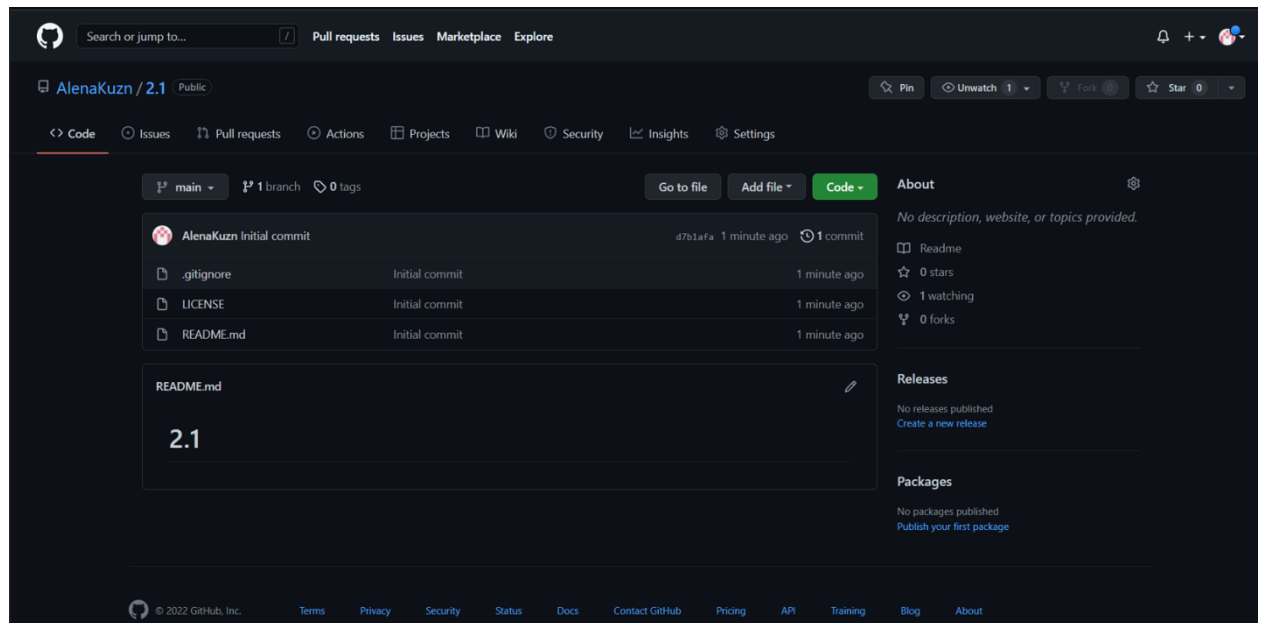 Search or jump to... / Pull requests Issues Marketplace Explore
AlenaKuzn / 2.1 Public Pin Unwatch 1 Fork 0 Star 0
Code Issues Pull requests Actions Projects Wiki Security Insights Settings
main 1 branch 0 tags Go to file Add file Code
AlenaKuzn Initial commit d7b1afa 1 minute ago 1 commit
.gitignore Initial commit 1 minute ago
LICENSE Initial commit 1 minute ago
README.md Initial commit 1 minute ago
README.md
2.1
About
No description, website, or topics provided.
Readme
0 stars
1 watching
0 forks
Releases
No releases published
Create a new release
Packages
No packages published
Publish your first package
© 2022 GitHub, Inc. Terms Privacy Security Status Docs Contact GitHub Pricing API Training Blog About